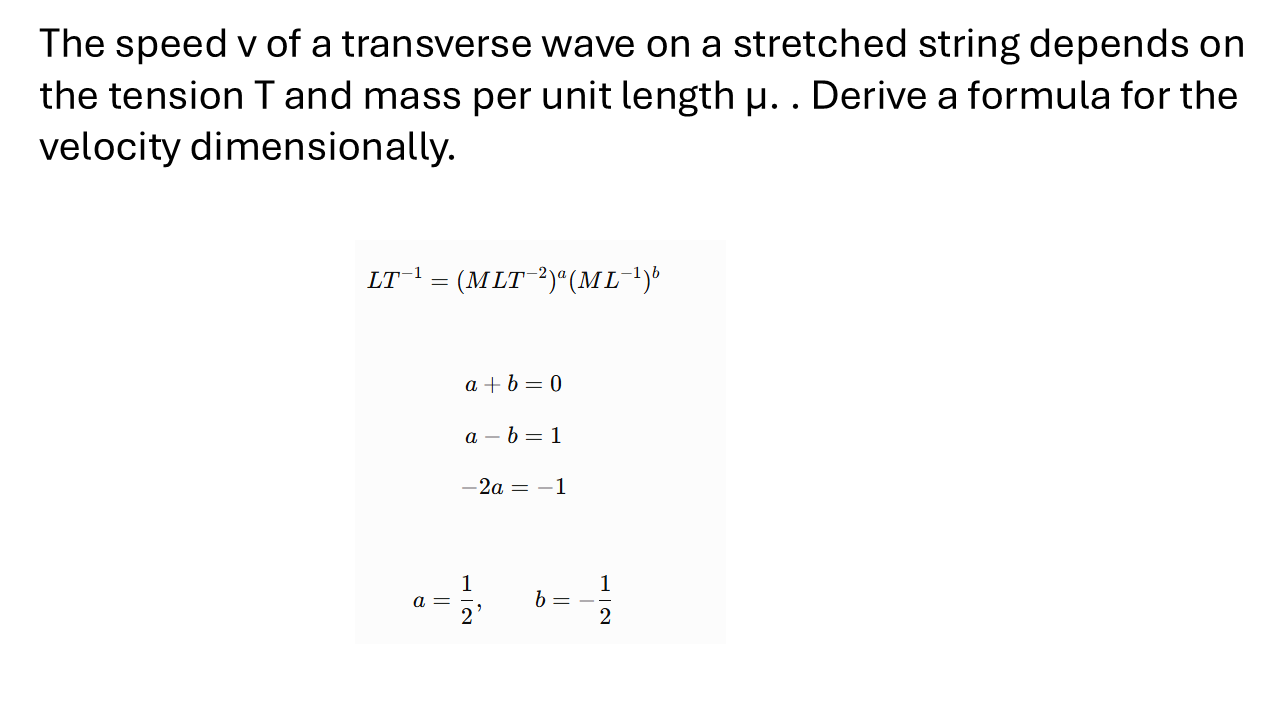 The speed v of a transverse wave on a stretched string depends on
the tension T and mass per unit length µ. . Derive a formula for the
velocity dimensionally.
LT⁻¹ = (MLT⁻²)ᵃ(ML⁻¹)ᵇ
a + b = 0
a − b = 1
−2a = −1
a = 1/2, b = −1/2